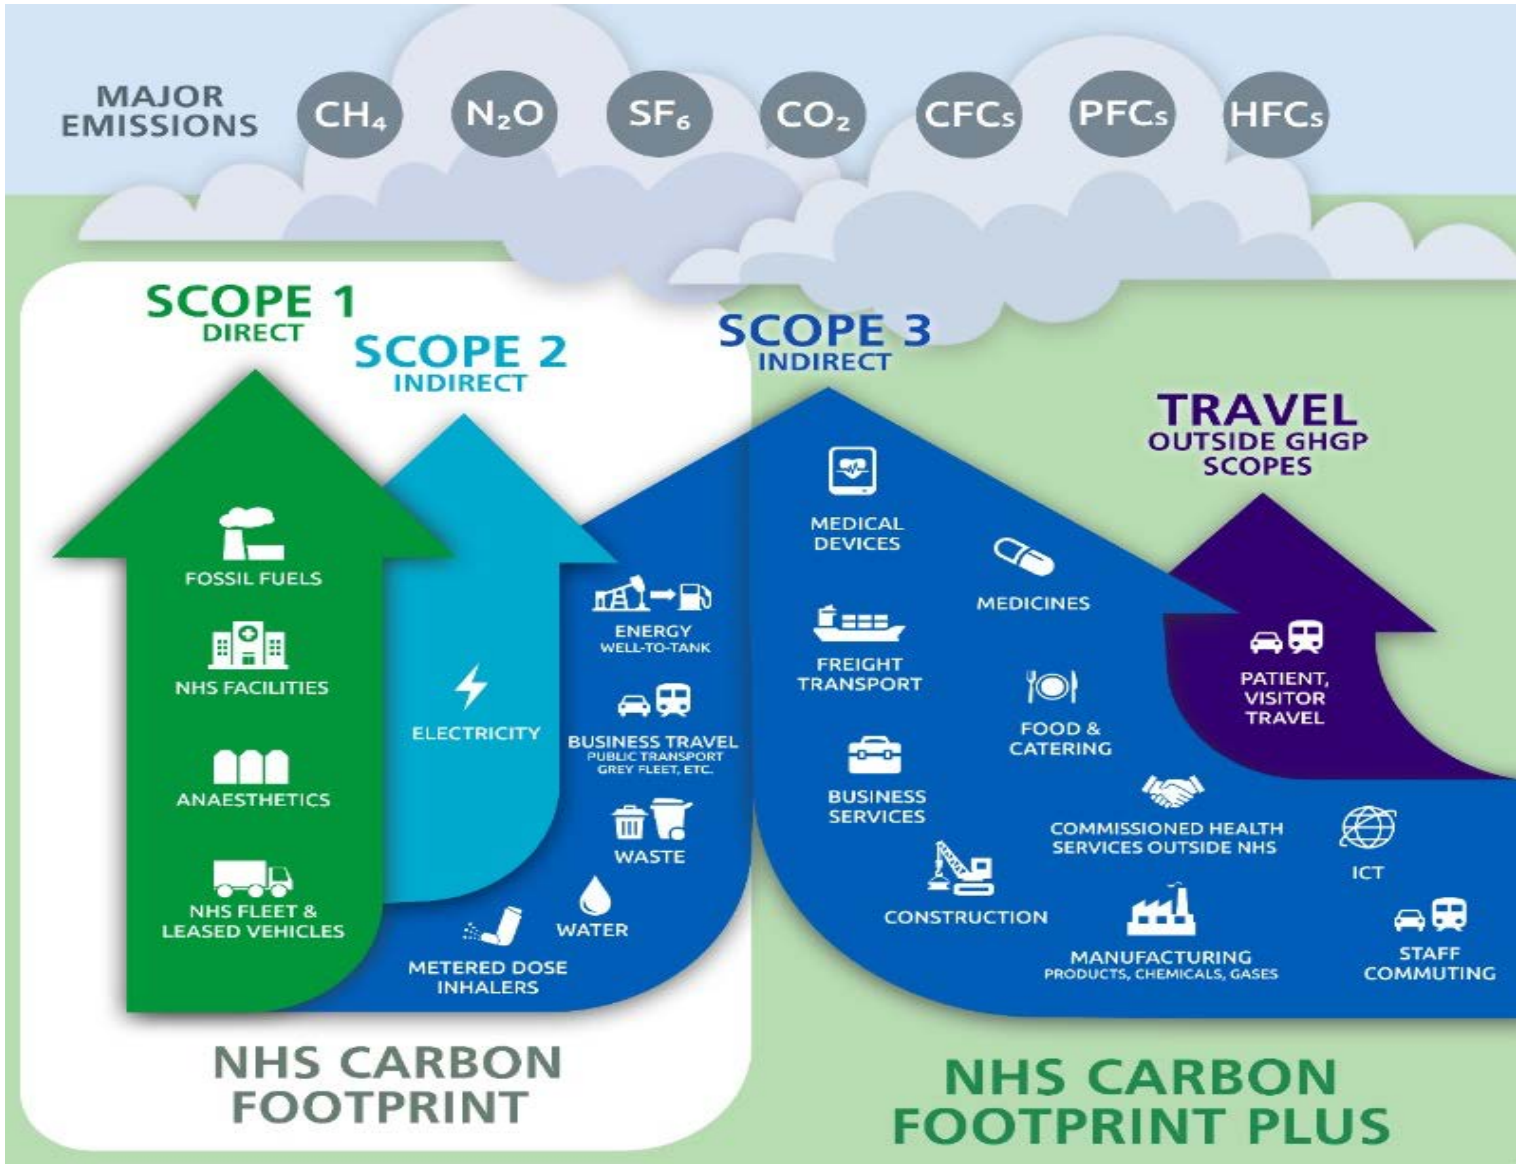 MAJOR
EMISSIONS
CH₄
N₂O
SF₆
CO₂
CFCs
PFCs
HFCs
SCOPE 1
DIRECT
FOSSIL FUELS
NHS FACILITIES
ANAESTHETICS
NHS FLEET &
LEASED VEHICLES
SCOPE 2
INDIRECT
ELECTRICITY
SCOPE 3
INDIRECT
ENERGY
WELL-TO-TANK
BUSINESS TRAVEL
PUBLIC TRANSPORT
GREY FLEET, ETC.
WASTE
WATER
METERED DOSE
INHALERS
MEDICAL
DEVICES
MEDICINES
FREIGHT
TRANSPORT
FOOD &
CATERING
BUSINESS
SERVICES
COMMISSIONED HEALTH
SERVICES OUTSIDE NHS
ICT
CONSTRUCTION
MANUFACTURING
PRODUCTS, CHEMICALS, GASES
STAFF
COMMUTING
TRAVEL
OUTSIDE GHGP
SCOPES
PATIENT,
VISITOR
TRAVEL
NHS CARBON
FOOTPRINT
NHS CARBON
FOOTPRINT PLUS